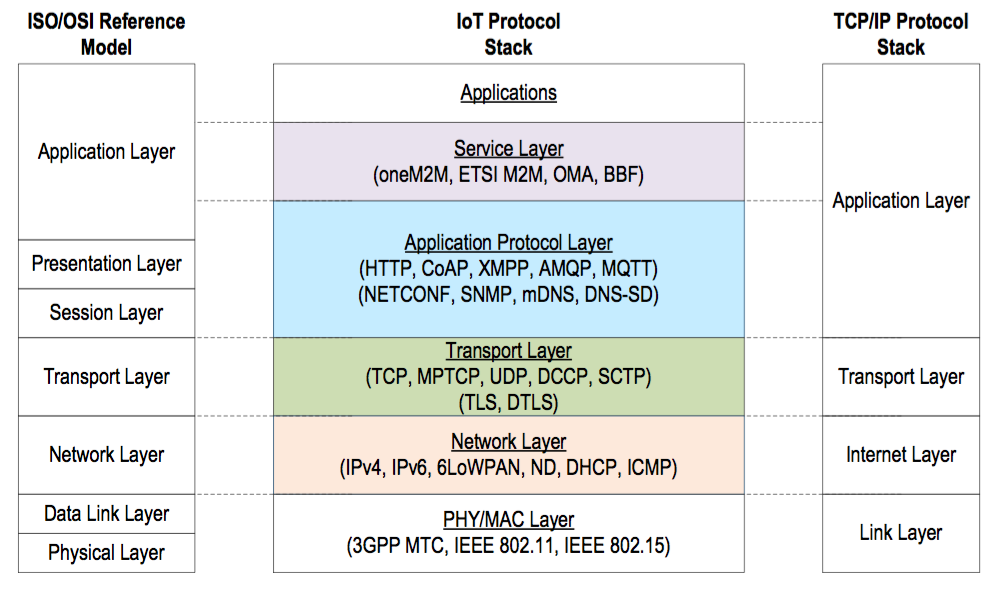 ISO/OSI Reference
Model
Application Layer
Presentation Layer
Session Layer
Transport Layer
Network Layer
Data Link Layer
Physical Layer
IoT Protocol
Stack
Applications
Service Layer
(oneM2M, ETSI M2M, OMA, BBF)
Application Protocol Layer
(HTTP, CoAP, XMPP, AMQP, MQTT)
(NETCONF, SNMP, mDNS, DNS-SD)
Transport Layer
(TCP, MPTCP, UDP, DCCP, SCTP)
(TLS, DTLS)
Network Layer
(IPv4, IPv6, 6LoWPAN, ND, DHCP, ICMP)
PHY/MAC Layer
(3GPP MTC, IEEE 802.11, IEEE 802.15)
TCP/IP Protocol
Stack
Application Layer
Transport Layer
Internet Layer
Link Layer